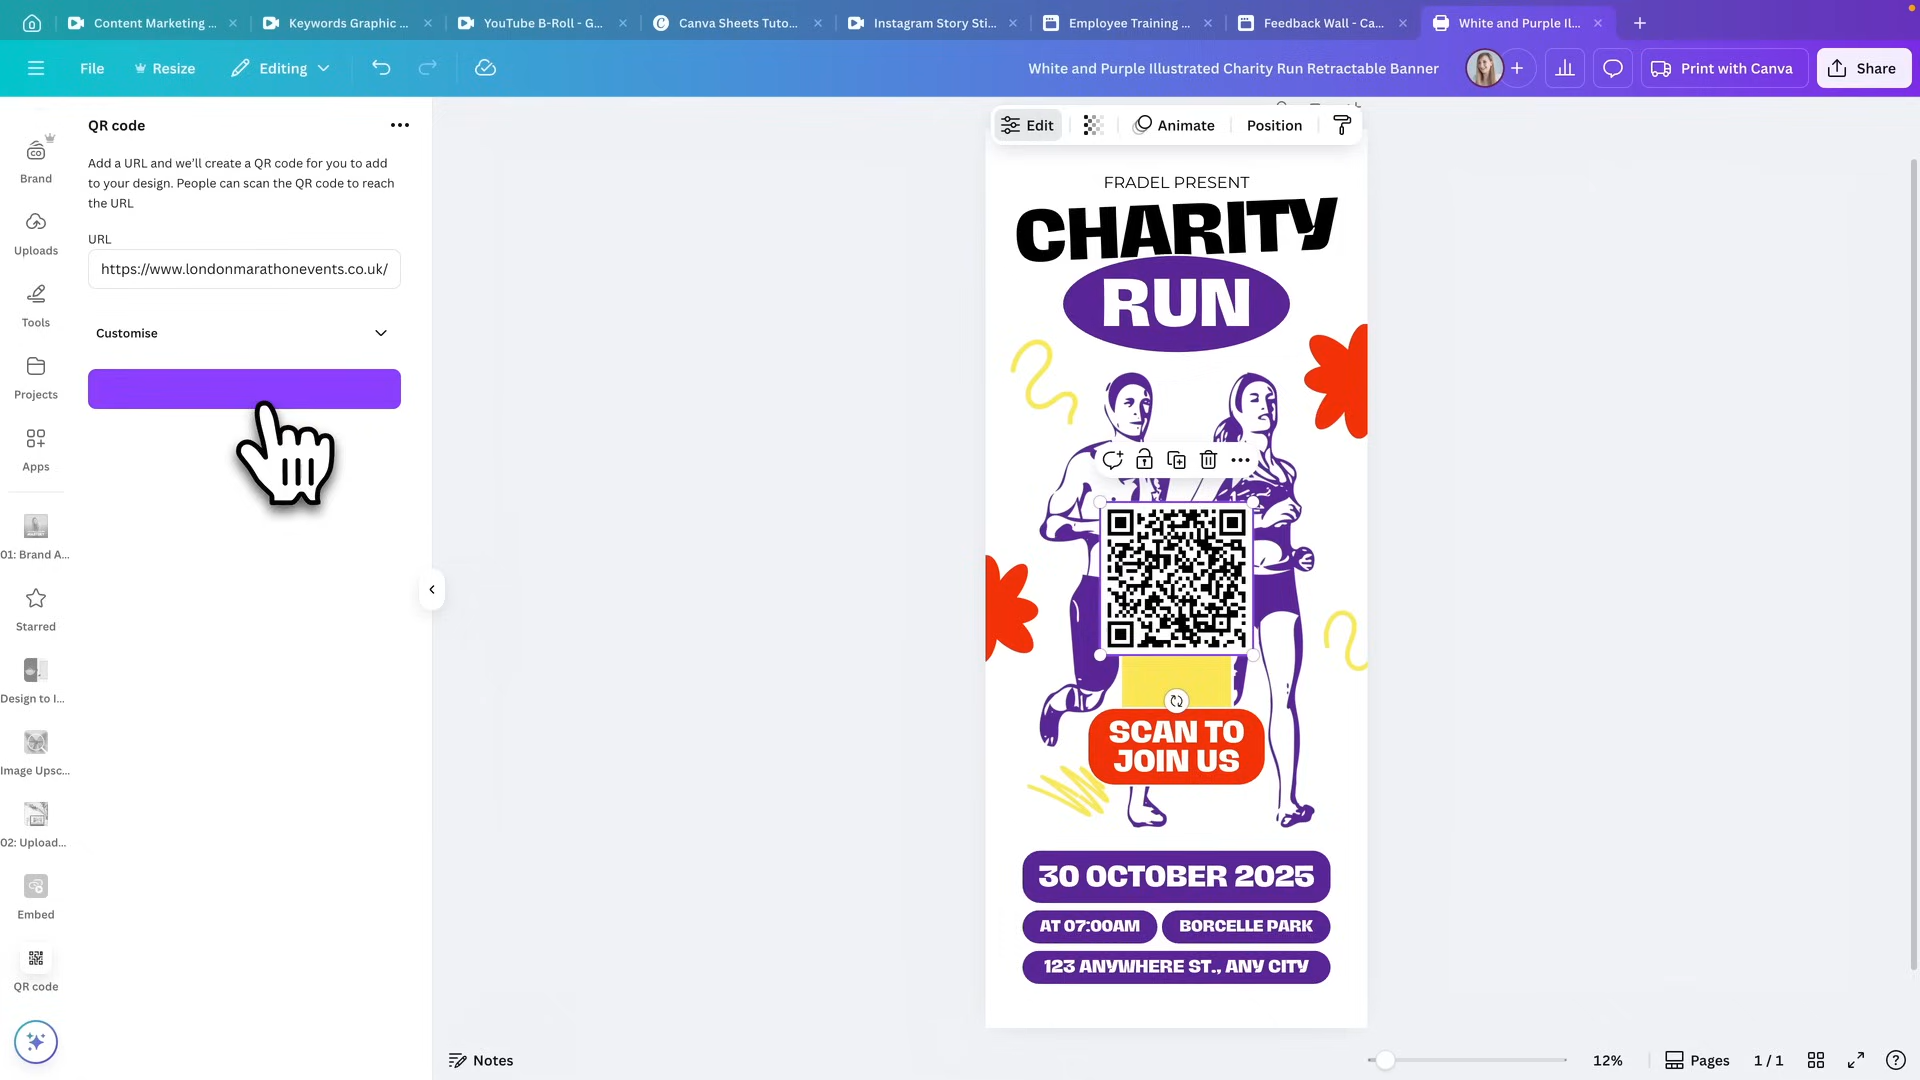 Content Marketing ...
Keywords Graphic ...
YouTube B-Roll - G...
Canva Sheets Tuto...
Instagram Story Sti...
Employee Training ...
Feedback Wall - Ca...
White and Purple Il...
File
Resize
Editing
White and Purple Illustrated Charity Run Retractable Banner
Print with Canva
Share
Brand
Uploads
Tools
Projects
Apps
01: Brand A...
Starred
Design to I...
Image Upsc...
02: Upload...
Embed
QR code
QR code
Add a URL and we'll create a QR code for you to add
to your design. People can scan the QR code to reach
the URL
URL
https://www.londonmarathonevents.co.uk/
Customise
Edit
Animate
Position
FRADEL PRESENT
CHARITY
RUN
SCAN TO
JOIN US
30 OCTOBER 2025
AT 07:00AM
BORCELLE PARK
123 ANYWHERE ST., ANY CITY
Notes
12%
Pages
1 / 1